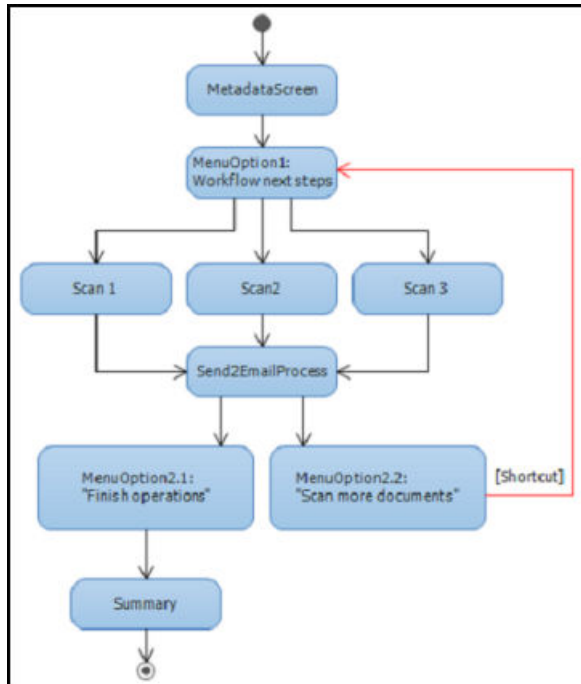 MetadataScreen
MenuOption1:
Workflow next steps
Scan 1
Scan2
Scan 3
Send2EmailProcess
MenuOption2.1:
"Finish operations"
MenuOption2.2:
"Scan more documents"
[Shortcut]
Summary